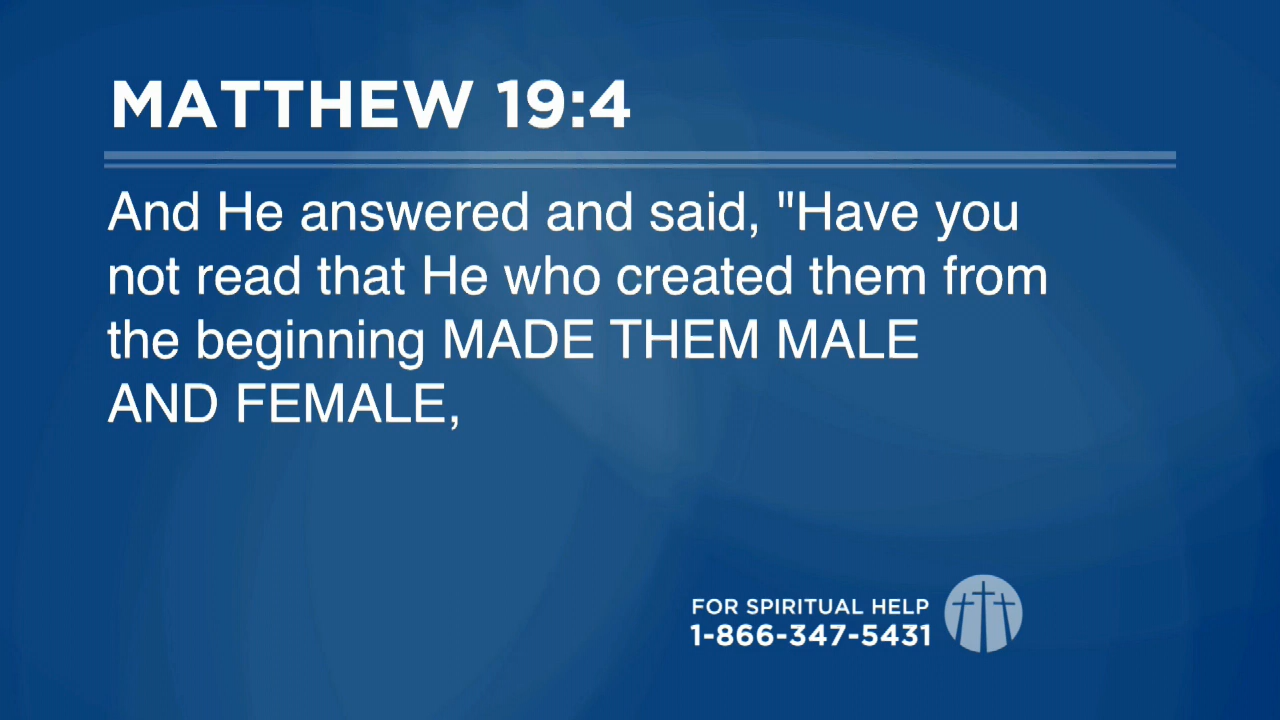 MATTHEW 19:4
And He answered and said, "Have you
not read that He who created them from
the beginning MADE THEM MALE
AND FEMALE,
FOR SPIRITUAL HELP
1-866-347-5431